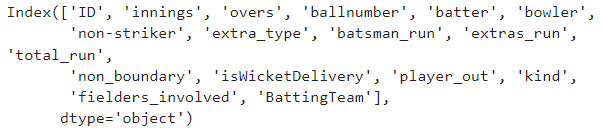 Index(['ID', 'innings', 'overs', 'ballnumber', 'batter', 'bowler',
'non-striker', 'extra_type', 'batsman_run', 'extras_run',
'total_run',
'non_boundary', 'isWicketDelivery', 'player_out', 'kind',
'fielders_involved', 'BattingTeam'],
dtype='object')